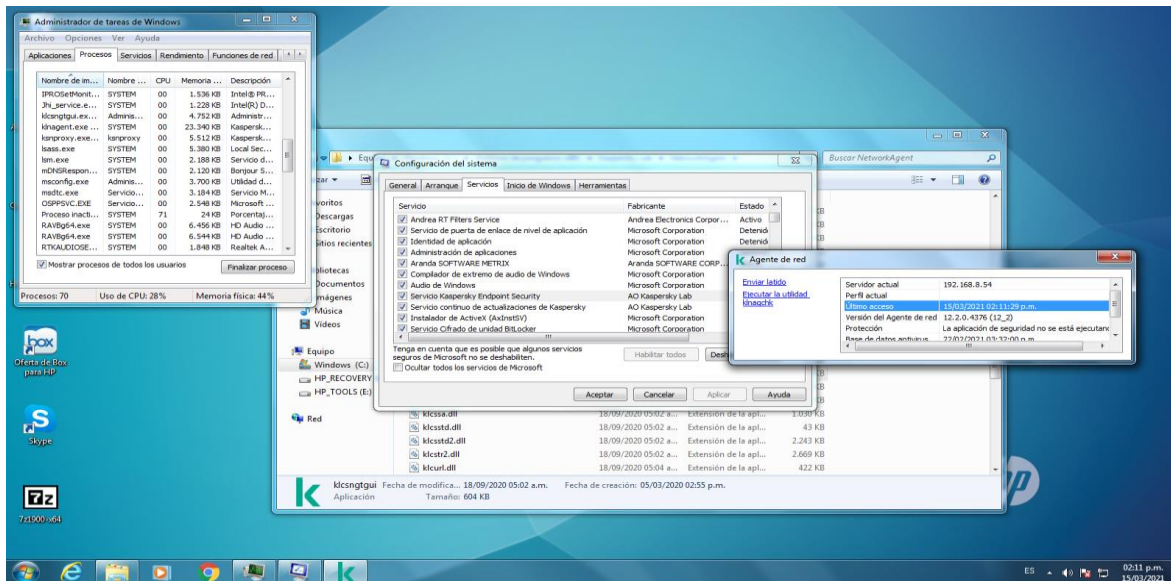 Administrador de tareas de Windows
Archivo Opciones Ver Ayuda
Aplicaciones Procesos Servicios Rendimiento Funciones de red
Nombre de im... Nombre ... CPU Memoria ... Descripción
IPROSetMonit... SYSTEM 00 1.536 KB Intel® PR...
Jhi_service.e... SYSTEM 00 1.228 KB Intel(R) D...
klcsngtgui.ex... Adminis... 00 4.752 KB Administr...
klnagent.exe ... SYSTEM 00 23.340 KB Kaspersk...
ksnproxy.exe... ksnproxy 00 5.512 KB Kaspersk...
lsass.exe SYSTEM 00 5.380 KB Local Sec...
lsm.exe SYSTEM 00 2.188 KB Servicio d...
mDNSRespon... SYSTEM 00 2.120 KB Bonjour S...
msconfig.exe Adminis... 00 3.700 KB Utilidad d...
msdtc.exe Servicio... 00 3.184 KB Servicio M...
OSPPSVC.EXE Servicio... 00 2.548 KB Microsoft ...
Proceso inacti... SYSTEM 71 24 KB Porcentaj...
RAVBg64.exe SYSTEM 00 6.456 KB HD Audio ...
RAVBg64.exe SYSTEM 00 6.544 KB HD Audio ...
RTKAUDIOSE... SYSTEM 00 1.848 KB Realtek A...
Mostrar procesos de todos los usuarios Finalizar proceso
Procesos: 70 Uso de CPU: 28% Memoria física: 44%
Oferta de Box
para HP
Skype
7z1900-x64
Equ
Buscar NetworkAgent
zar
voritos
Descargas
Escritorio
Sitios recientes
bliotecas
Documentos
mágenes
Música
Vídeos
Equipo
Windows (C:)
HP_RECOVERY
HP_TOOLS (E:)
Red
Configuración del sistema
General Arranque Servicios Inicio de Windows Herramientas
Servicio Fabricante Estado
Andrea RT Filters Service Andrea Electronics Corpor... Activo
Servicio de puerta de enlace de nivel de aplicación Microsoft Corporation Detenid
Identidad de aplicación Microsoft Corporation Detenid
Administración de aplicaciones Microsoft Corporation
Aranda SOFTWARE METRIX Aranda SOFTWARE CORP...
Compilador de extremo de audio de Windows Microsoft Corporation
Audio de Windows Microsoft Corporation
Servicio Kaspersky Endpoint Security AO Kaspersky Lab
Servicio continuo de actualizaciones de Kaspersky AO Kaspersky Lab
Instalador de ActiveX (AxInstSV) Microsoft Corporation
Servicio Cifrado de unidad BitLocker Microsoft Corporation
Tenga en cuenta que es posible que algunos servicios
seguros de Microsoft no se deshabiliten.
Habilitar todos Desh
Ocultar todos los servicios de Microsoft
Aceptar Cancelar Aplicar Ayuda
Agente de red
Enviar latido
Ejecutar la utilidad
klnagchk
Servidor actual 192.168.8.54
Perfil actual
Último acceso 15/03/2021 02:11:29 p.m.
Versión del Agente de red 12.2.0.4376 (12_2)
Protección La aplicación de seguridad no se está ejecutanc
Base de datos antivirus 22/02/2021 03:32:00 p.m.
klcssa.dll 18/09/2020 05:02 a... Extensión de la apl... 1.030 KB
klcsstd.dll 18/09/2020 05:02 a... Extensión de la apl... 43 KB
klcsstd2.dll 18/09/2020 05:02 a... Extensión de la apl... 2.243 KB
klcstr2.dll 18/09/2020 05:02 a... Extensión de la apl... 2.669 KB
klcurl.dll 18/09/2020 05:04 a... Extensión de la apl... 422 KB
klcsngtgui Fecha de modifica... 18/09/2020 05:02 a.m. Fecha de creación: 05/03/2020 02:55 p.m.
Aplicación Tamaño: 604 KB
hp
ES 02:11 p.m.
15/03/2021